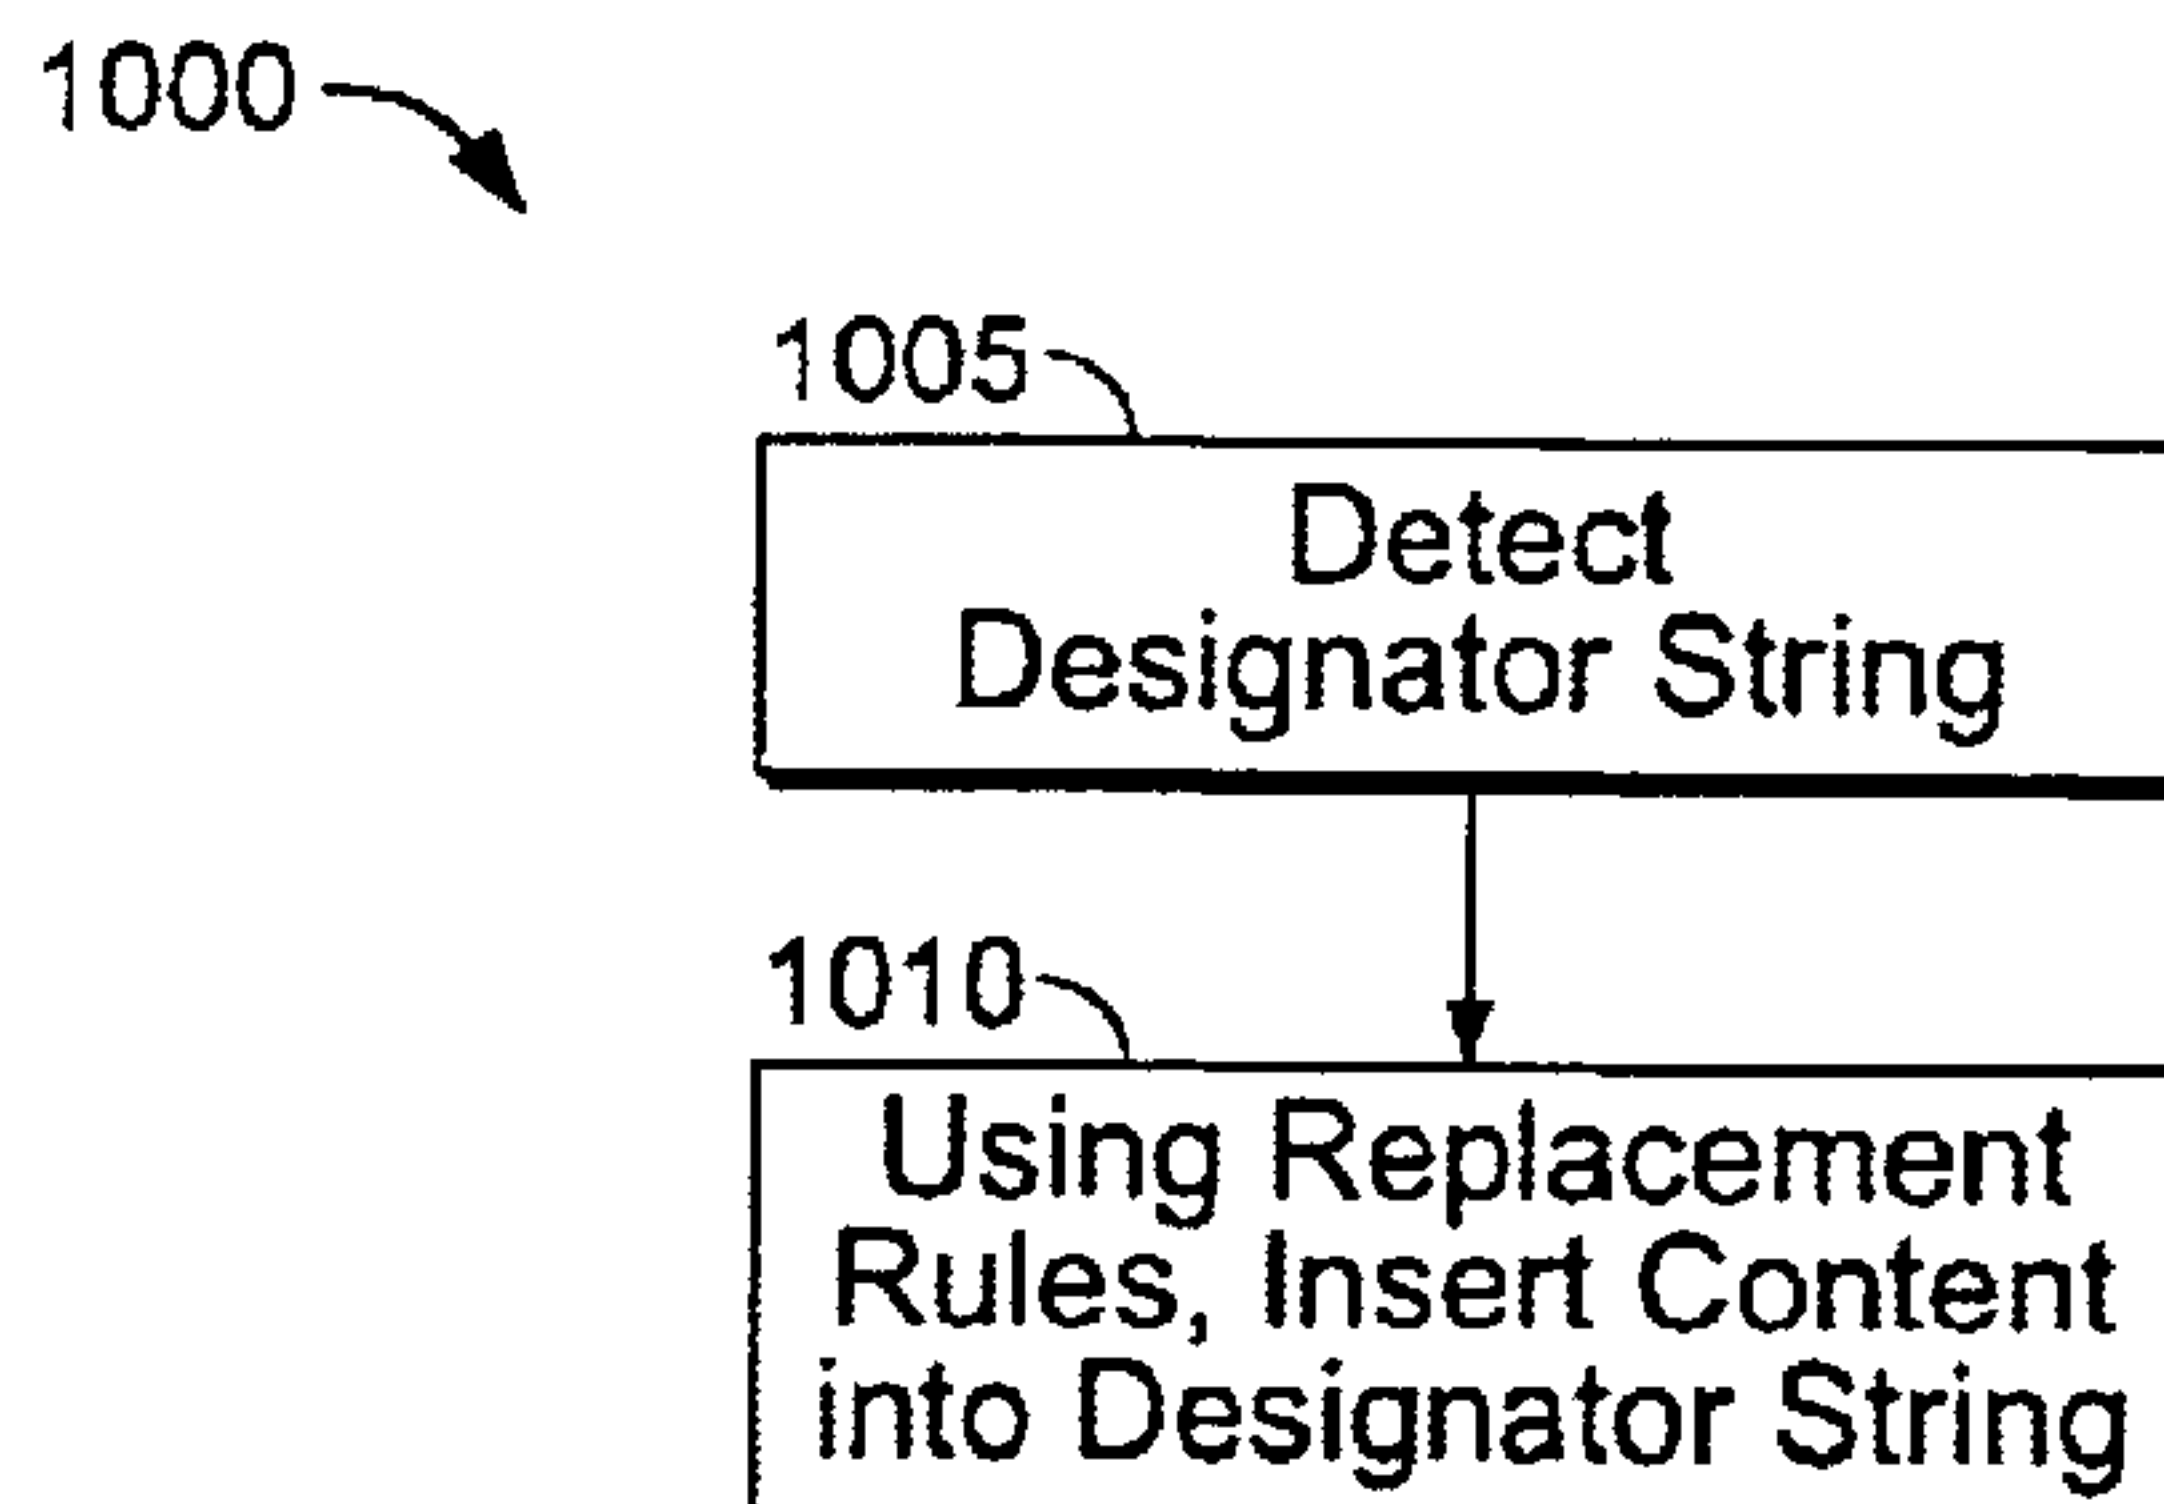 1000
1005
Detect
Designator String
1010
Using Replacement
Rules, Insert Content
into Designator String